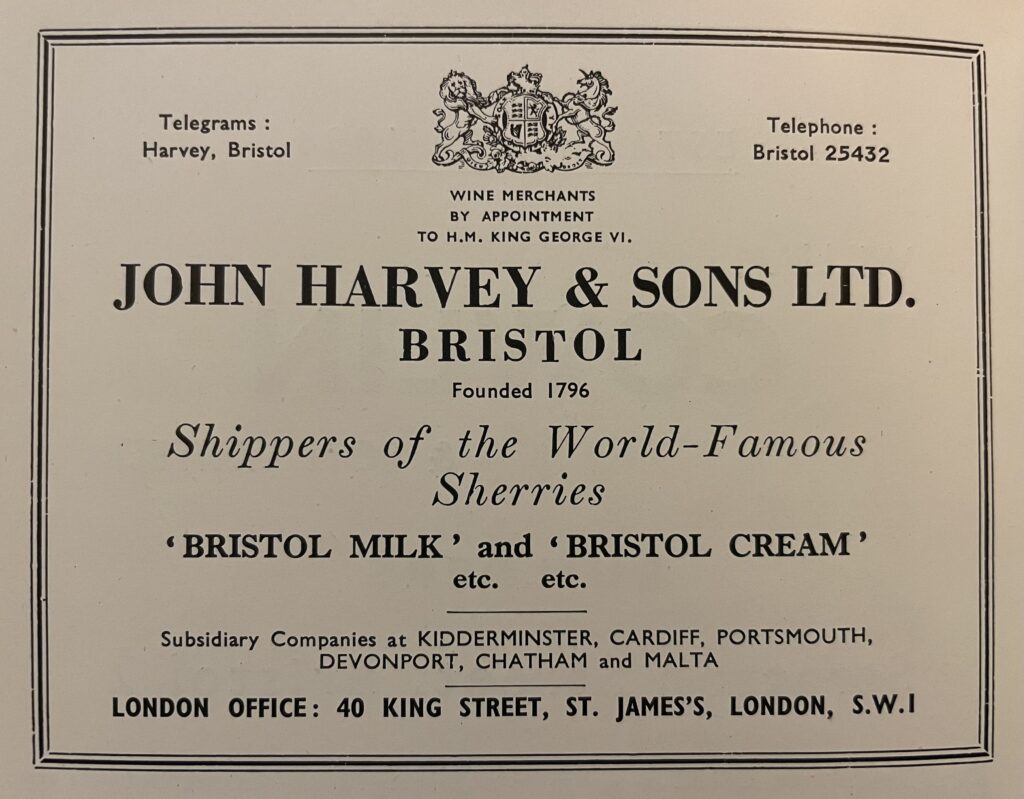 Telegrams :
Harvey, Bristol
Telephone :
Bristol 25432
WINE MERCHANTS
BY APPOINTMENT
TO H.M. KING GEORGE VI.
JOHN HARVEY & SONS LTD.
BRISTOL
Founded 1796
Shippers of the World-Famous
Sherries
‘BRISTOL MILK’ and ‘BRISTOL CREAM’
etc. etc.
Subsidiary Companies at KIDDERMINSTER, CARDIFF, PORTSMOUTH,
DEVONPORT, CHATHAM and MALTA
LONDON OFFICE: 40 KING STREET, ST. JAMES'S, LONDON, S.W.1